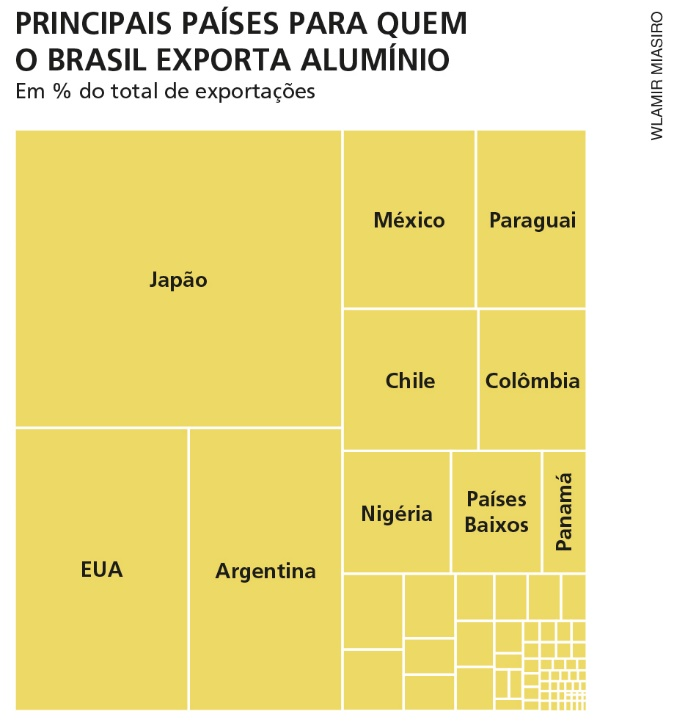 PRINCIPAIS PAÍSES PARA QUEM
O BRASIL EXPORTA ALUMÍNIO
Em % do total de exportações
WLAMIR MIASIRO
Japão
México
Paraguai
Chile
Colômbia
EUA
Argentina
Nigéria
Países
Baixos
Panamá